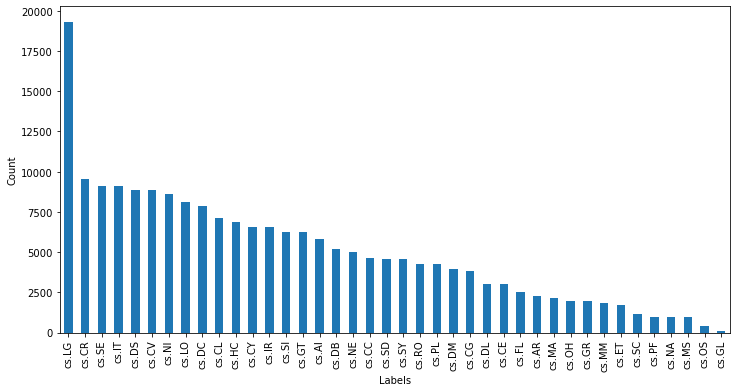 20000
17500
15000
12500
10000
7500
5000
2500
0
Count
cs.LG
cs.CR
cs.SE
cs.IT
cs.DS
cs.CV
cs.NI
cs.LO
cs.DC
cs.CL
cs.HC
cs.CY
cs.IR
cs.SI
cs.GT
cs.AI
cs.DB
cs.NE
cs.CC
cs.SD
cs.SY
cs.RO
cs.PL
cs.DM
cs.CG
cs.DL
cs.CE
cs.FL
cs.AR
cs.MA
cs.OH
cs.GR
cs.MM
cs.ET
cs.SC
cs.PF
cs.NA
cs.MS
cs.OS
cs.GL
Labels